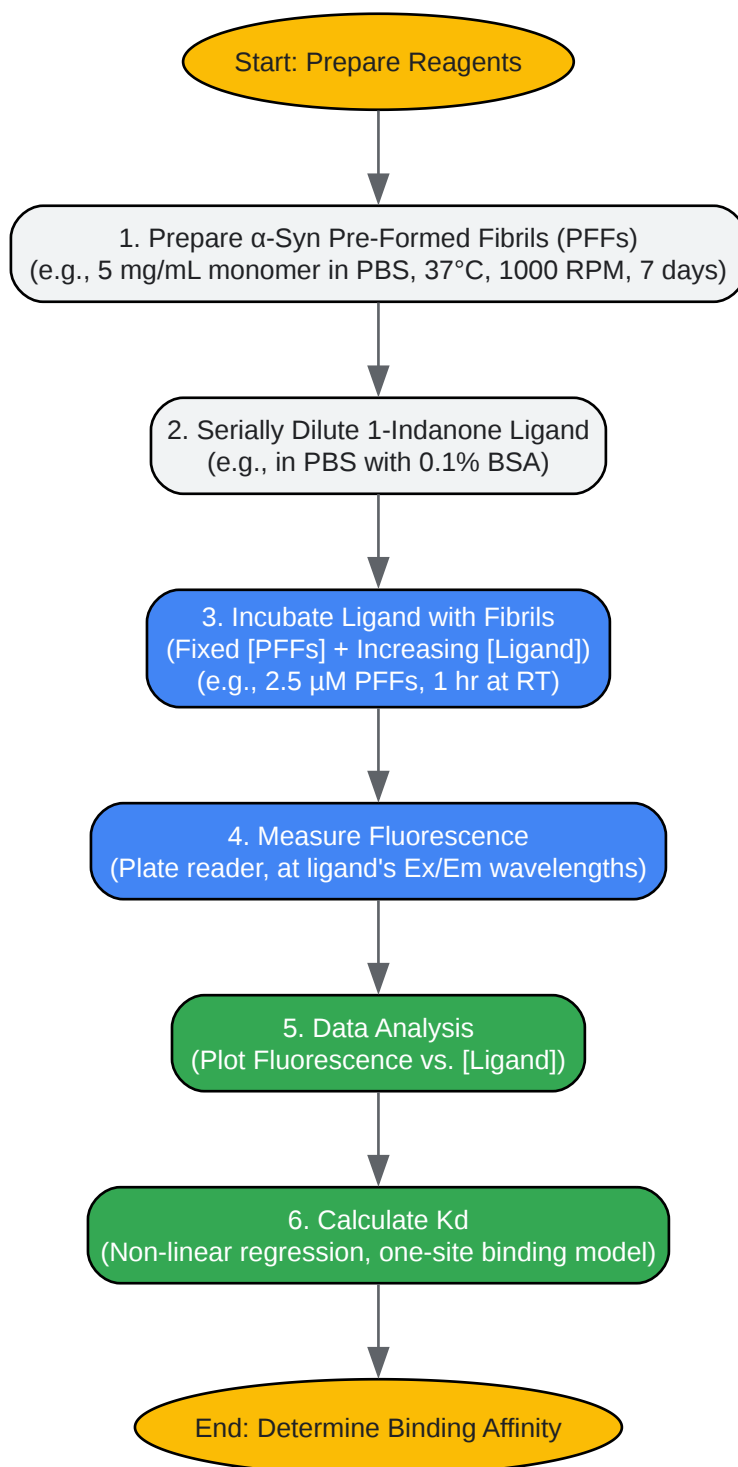 Start: Prepare Reagents
1. Prepare α-Syn Pre-Formed Fibrils (PFFs)
(e.g., 5 mg/mL monomer in PBS, 37°C, 1000 RPM, 7 days)
2. Serially Dilute 1-Indanone Ligand
(e.g., in PBS with 0.1% BSA)
3. Incubate Ligand with Fibrils
(Fixed [PFFs] + Increasing [Ligand])
(e.g., 2.5 µM PFFs, 1 hr at RT)
4. Measure Fluorescence
(Plate reader, at ligand's Ex/Em wavelengths)
5. Data Analysis
(Plot Fluorescence vs. [Ligand])
6. Calculate Kd
(Non-linear regression, one-site binding model)
End: Determine Binding Affinity